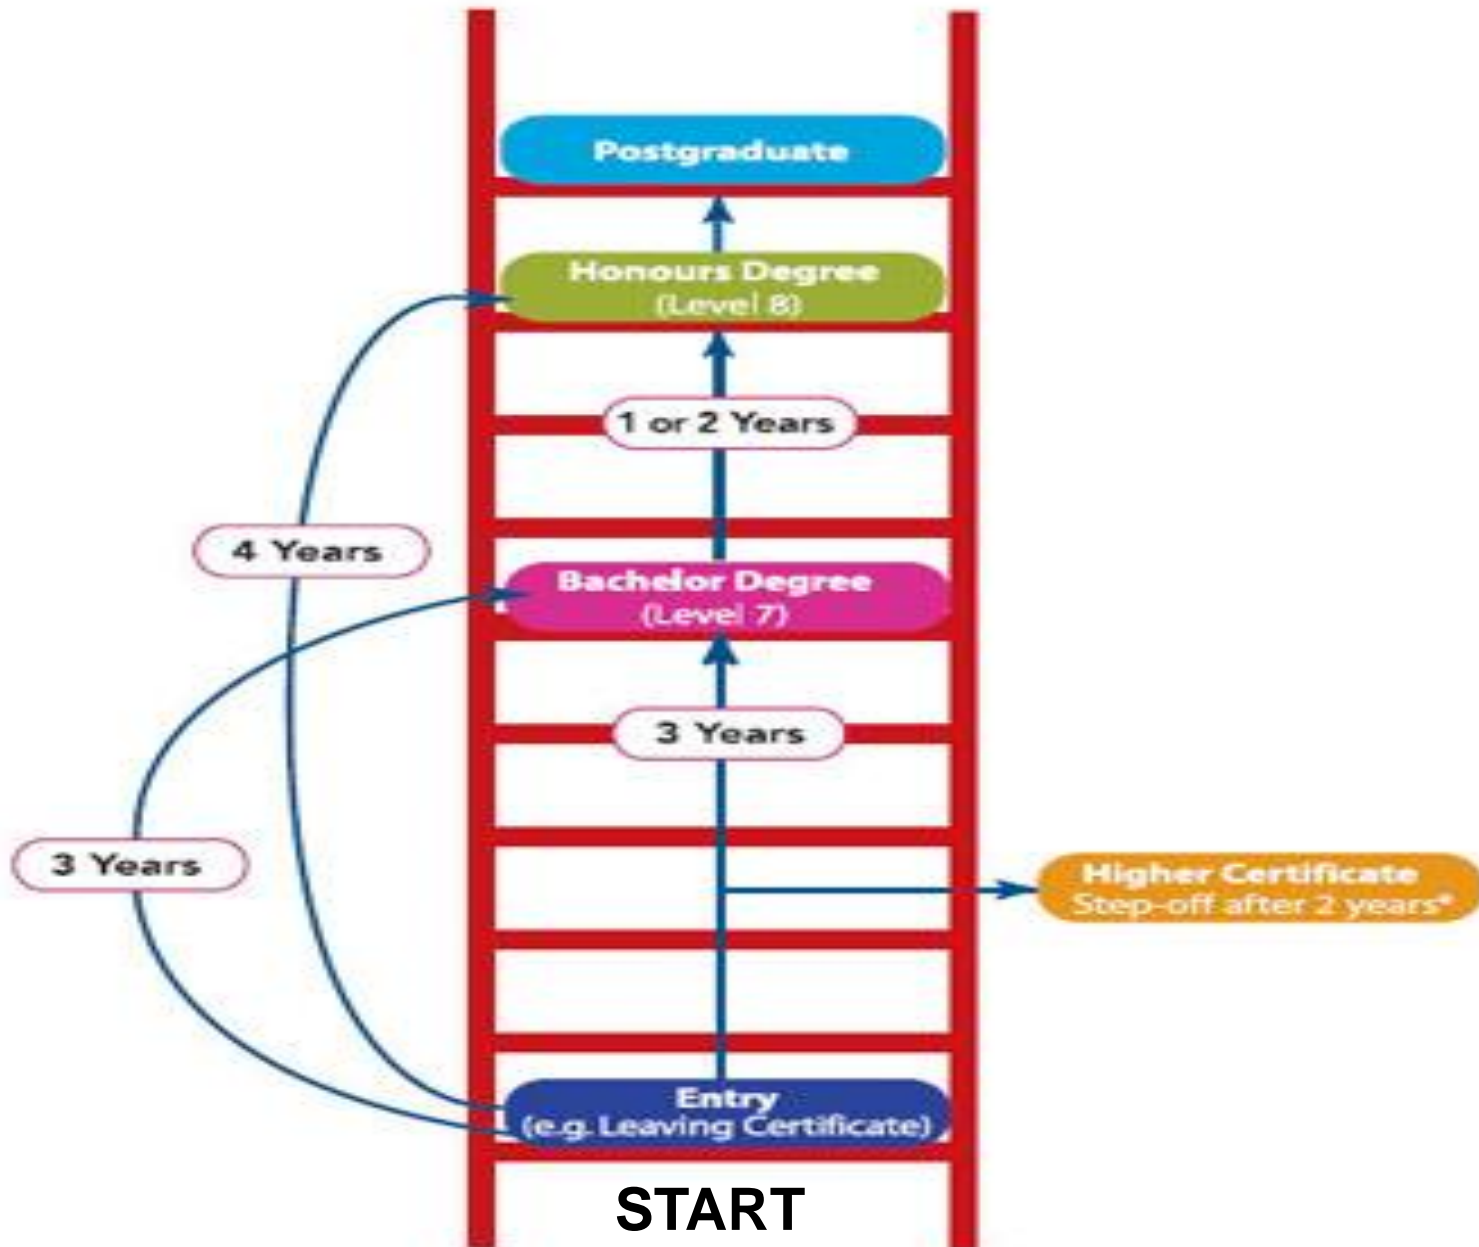 Postgraduate
Honours Degree
(Level 8)
1 or 2 Years
4 Years
Bachelor Degree
(Level 7)
3 Years
3 Years
Higher Certificate
Step-off after 2 years*
Entry
(e.g. Leaving Certificate)
START